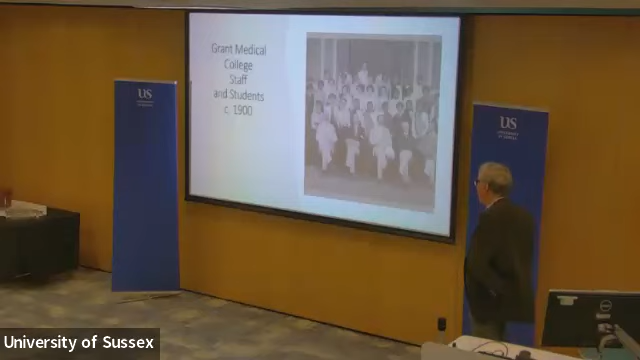 Grant Medical
College
Staff
and Students
c. 1900
US
US
University of Sussex